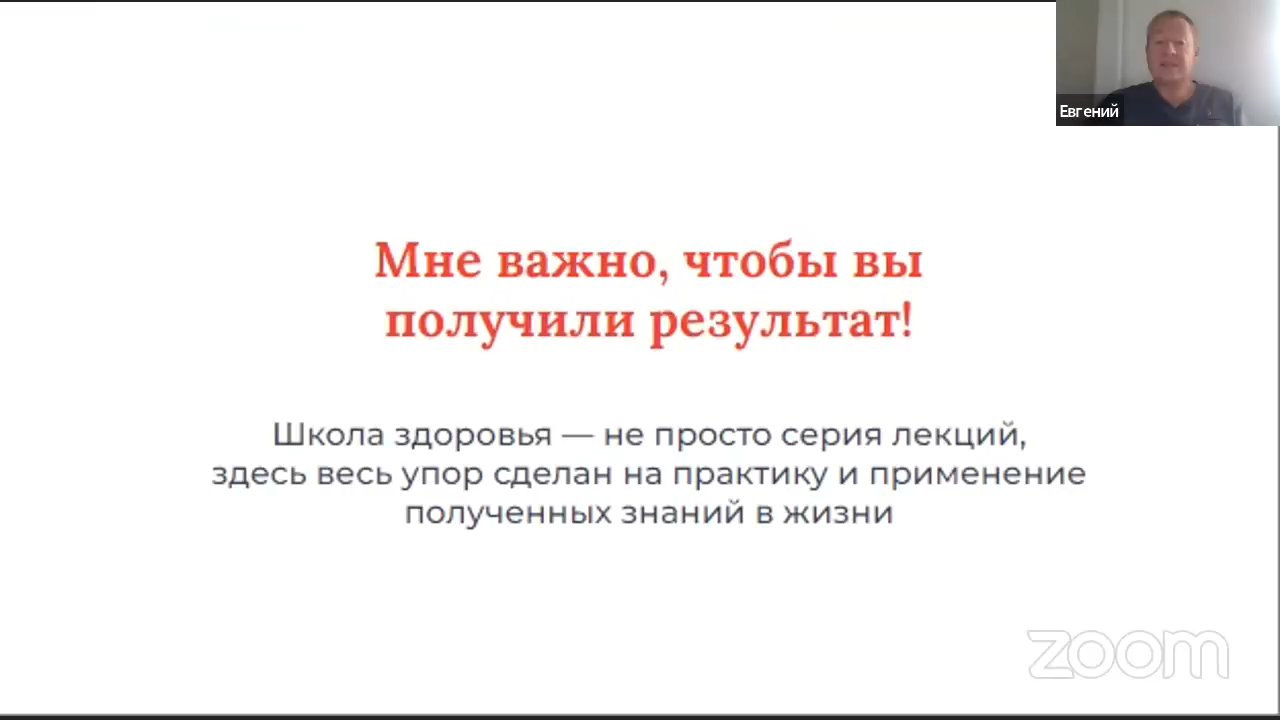 Евгений
Мне важно, чтобы вы
получили результат!
Школа здоровья — не просто серия лекций,
здесь весь упор сделан на практику и применение
полученных знаний в жизни
zoom